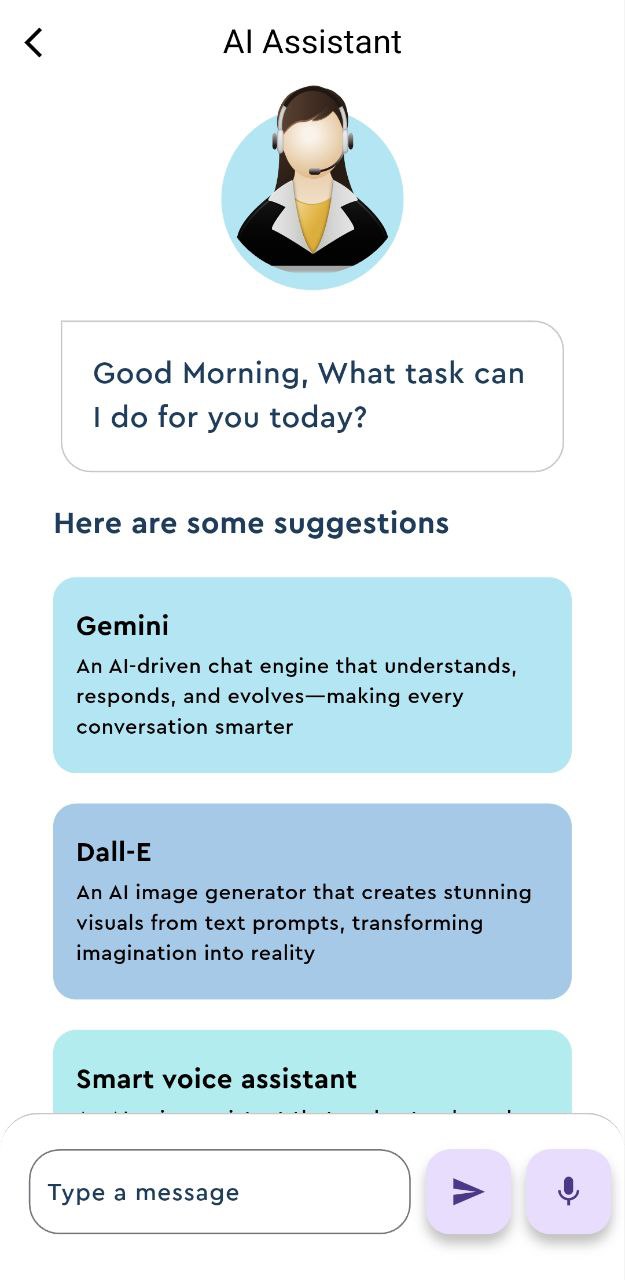 AI Assistant
Good Morning, What task can
I do for you today?
Here are some suggestions
Gemini
An AI-driven chat engine that understands,
responds, and evolves—making every
conversation smarter
Dall-E
An AI image generator that creates stunning
visuals from text prompts, transforming
imagination into reality
Smart voice assistant
Type a message